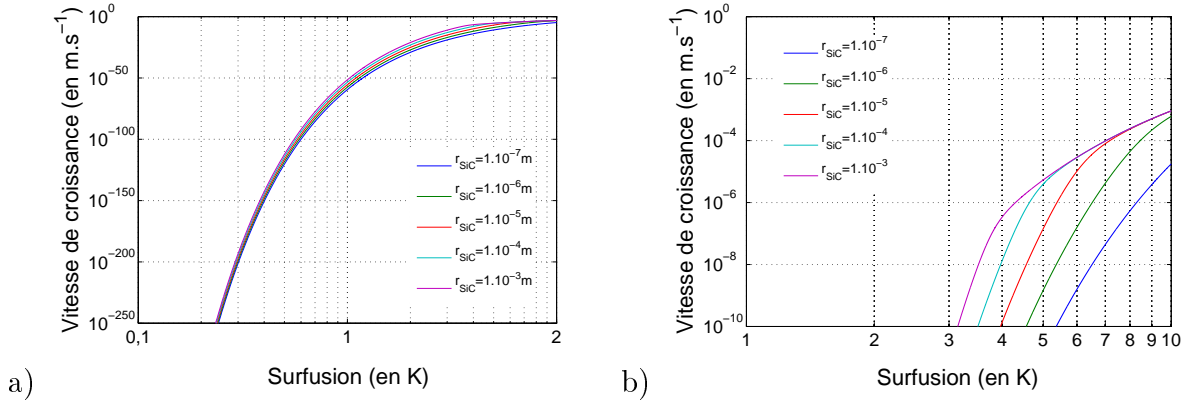 Vitesse de croissance (en m.s⁻¹)
10⁰
10⁻⁵⁰
10⁻¹⁰⁰
10⁻¹⁵⁰
10⁻²⁰⁰
10⁻²⁵⁰
r_SiC=1.10⁻⁷m
r_SiC=1.10⁻⁶m
r_SiC=1.10⁻⁵m
r_SiC=1.10⁻⁴m
r_SiC=1.10⁻³m
0,1 1 2
Surfusion (en K)
a)
Vitesse de croissance (en m.s⁻¹)
10⁰
10⁻²
10⁻⁴
10⁻⁶
10⁻⁸
10⁻¹⁰
r_SiC=1.10⁻⁷
r_SiC=1.10⁻⁶
r_SiC=1.10⁻⁵
r_SiC=1.10⁻⁴
r_SiC=1.10⁻³
1 2 3 4 5 6 7 8 9 10
Surfusion (en K)
b)